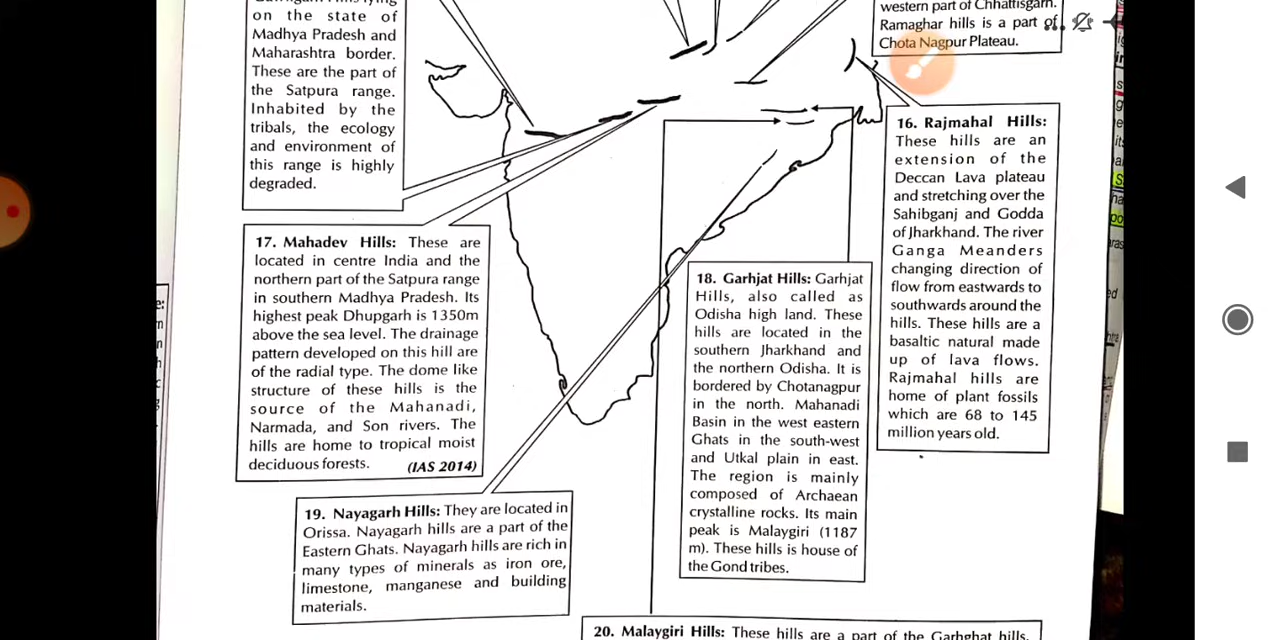 on the state of
Madhya Pradesh and
Maharashtra border.
These are the part of
the Satpura range.
Inhabited by the
tribals, the ecology
and environment of
this range is highly
degraded.
western part of Chhattisgarh.
Ramaghar hills is a part of
Chota Nagpur Plateau.
16. Rajmahal Hills:
These hills are an
extension of the
Deccan Lava plateau
and stretching over the
Sahibganj and Godda
of Jharkhand. The river
Ganga Meanders
changing direction of
flow from eastwards to
southwards around the
hills. These hills are a
basaltic natural made
up of lava flows.
Rajmahal hills are
home of plant fossils
which are 68 to 145
million years old.
17. Mahadev Hills: These are
located in centre India and the
northern part of the Satpura range
in southern Madhya Pradesh. Its
highest peak Dhupgarh is 1350m
above the sea level. The drainage
pattern developed on this hill are
of the radial type. The dome like
structure of these hills is the
source of the Mahanadi,
Narmada, and Son rivers. The
hills are home to tropical moist
deciduous forests. (IAS 2014)
18. Garhjat Hills: Garhjat
Hills, also called as
Odisha high land. These
hills are located in the
southern Jharkhand and
the northern Odisha. It is
bordered by Chotanagpur
in the north. Mahanadi
Basin in the west eastern
Ghats in the south-west
and Utkal plain in east.
The region is mainly
composed of Archaean
crystalline rocks. Its main
peak is Malaygiri (1187
m). These hills is house of
the Gond tribes.
19. Nayagarh Hills: They are located in
Orissa. Nayagarh hills are a part of the
Eastern Ghats. Nayagarh hills are rich in
many types of minerals as iron ore,
limestone, manganese and building
materials.
20. Malaygiri Hills: These hills are a part of the Garhghat hills.